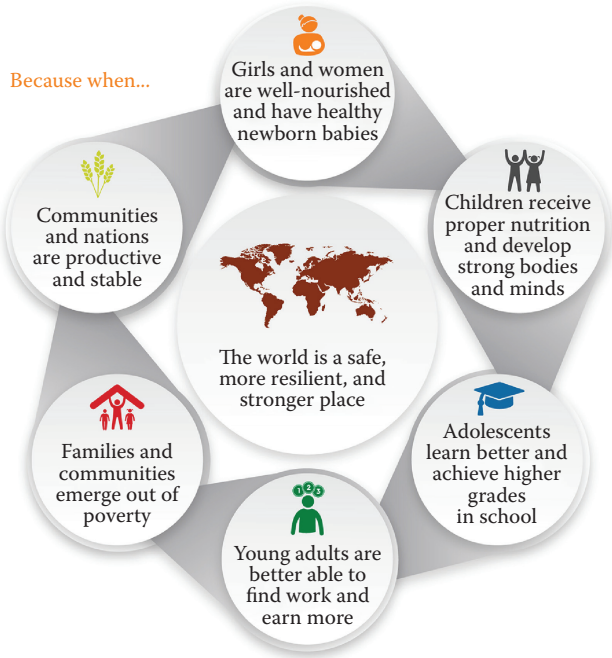 Because when...
Girls and women
are well-nourished
and have healthy
newborn babies
Children receive
proper nutrition
and develop
strong bodies
and minds
Adolescents
learn better and
achieve higher
grades
in school
1 2 3
Young adults are
better able to
find work and
earn more
Families and
communities
emerge out of
poverty
Communities
and nations
are productive
and stable
The world is a safe,
more resilient, and
stronger place